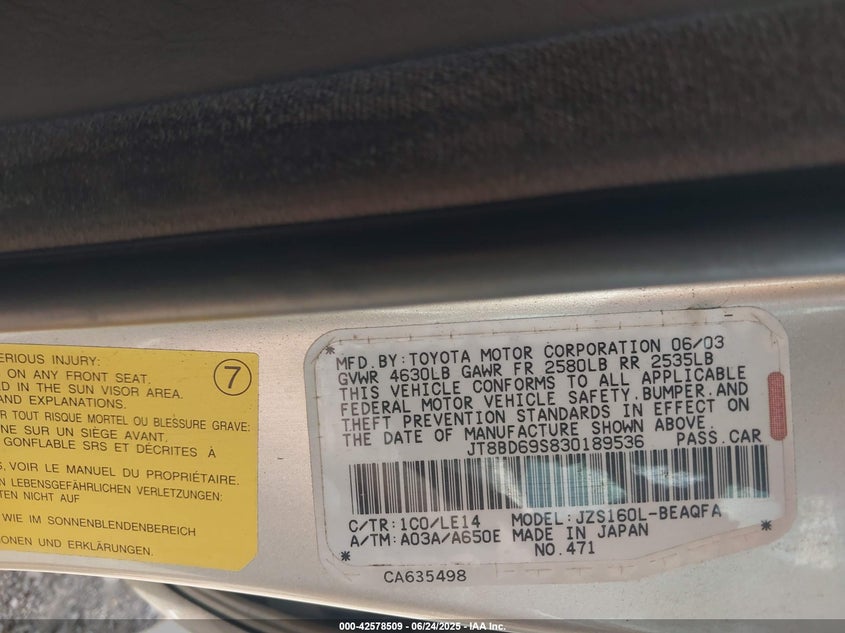 ERIOUS INJURY:
ON ANY FRONT SEAT.
ED IN THE SUN VISOR AREA.
AND EXPLANATIONS.
R TOUT RISQUE MORTEL OU BLESSURE GRAVE:
NE SUR UN SIÈGE AVANT.
GONFLABLE SRS ET DÉCRITES À
S, VOIR LE MANUEL DU PROPRIÉTAIRE.
N LEBENSGEFÄHRLICHEN VERLETZUNGEN:
TEN NICHT AUF
WIE IM SONNENBLENDENBEREICH
IONEN UND ERKLÄRUNGEN.
7
MFD. BY: TOYOTA MOTOR CORPORATION 06/03
GVWR 4630LB GAWR FR 2580LB RR 2535LB
THIS VEHICLE CONFORMS TO ALL APPLICABLE
FEDERAL MOTOR VEHICLE SAFETY, BUMPER, AND
THEFT PREVENTION STANDARDS IN EFFECT ON
THE DATE OF MANUFACTURE SHOWN ABOVE.
JT8BD69S830189536 PASS. CAR
C/TR: 1C0/LE14 MODEL: JZS160L-BEAQFA
A/TM: A03A/A650E MADE IN JAPAN
NO. 471
CA635498
000-42578509 - 06/24/2025 - IAA Inc.